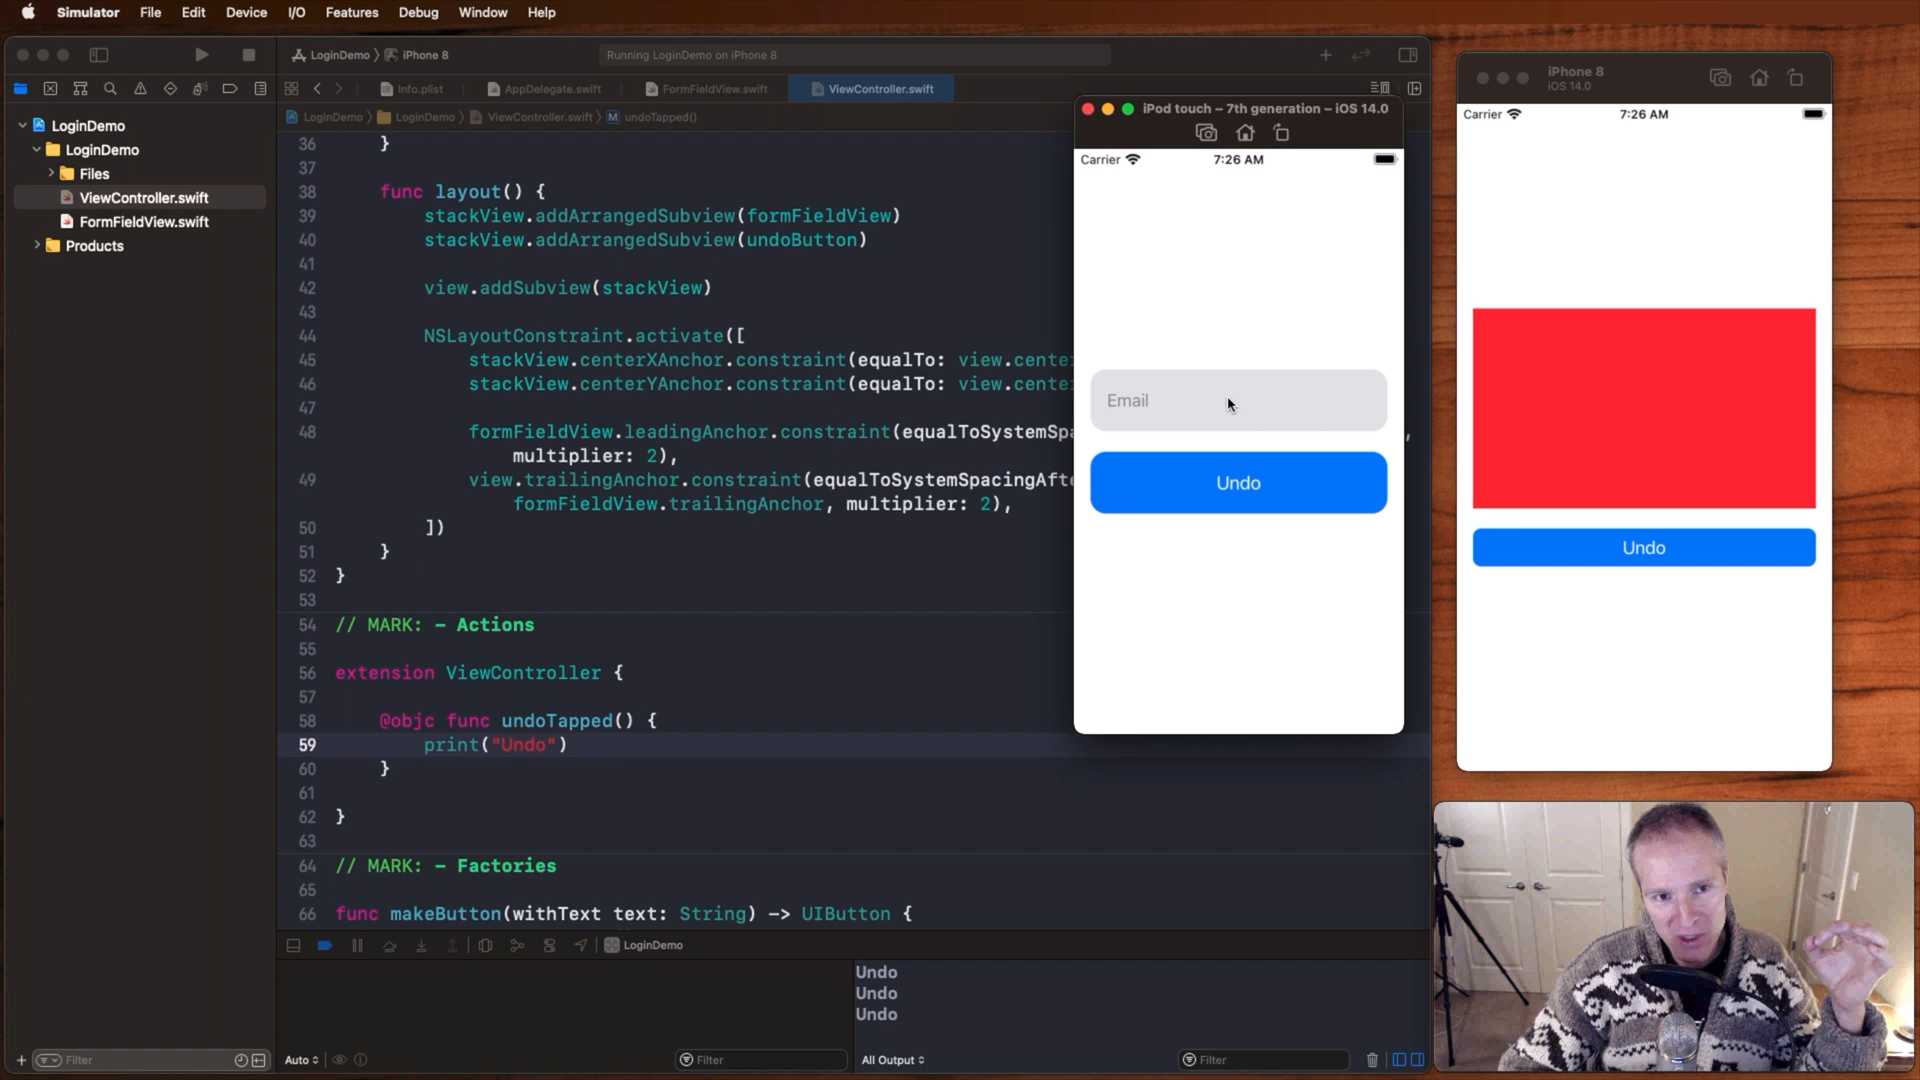 Simulator File Edit Device I/O Features Debug Window Help
LoginDemo iPhone 8
Running LoginDemo on iPhone 8
Info.plist AppDelegate.swift FormFieldView.swift ViewController.swift
LoginDemo LoginDemo ViewController.swift M undoTapped()
LoginDemo
LoginDemo
Files
ViewController.swift
FormFieldView.swift
Products
Filter
36 }
37
38 func layout() {
39 stackView.addArrangedSubview(formFieldView)
40 stackView.addArrangedSubview(undoButton)
41
42 view.addSubview(stackView)
43
44 NSLayoutConstraint.activate([
45 stackView.centerXAnchor.constraint(equalTo: view.cente
46 stackView.centerYAnchor.constraint(equalTo: view.cente
47
48 formFieldView.leadingAnchor.constraint(equalToSystemSpa ,
multiplier: 2),
49 view.trailingAnchor.constraint(equalToSystemSpacingAfte
formFieldView.trailingAnchor, multiplier: 2),
50 ])
51 }
52 }
53
54 // MARK: - Actions
55
56 extension ViewController {
57
58 @objc func undoTapped() {
59 print("Undo")
60 }
61
62 }
63
64 // MARK: - Factories
65
66 func makeButton(withText text: String) -> UIButton {
LoginDemo
Undo
Undo
Undo
Auto
Filter
All Output
Filter
iPod touch – 7th generation – iOS 14.0
Carrier 7:26 AM
Email
Undo
iPhone 8
iOS 14.0
Carrier 7:26 AM
Undo